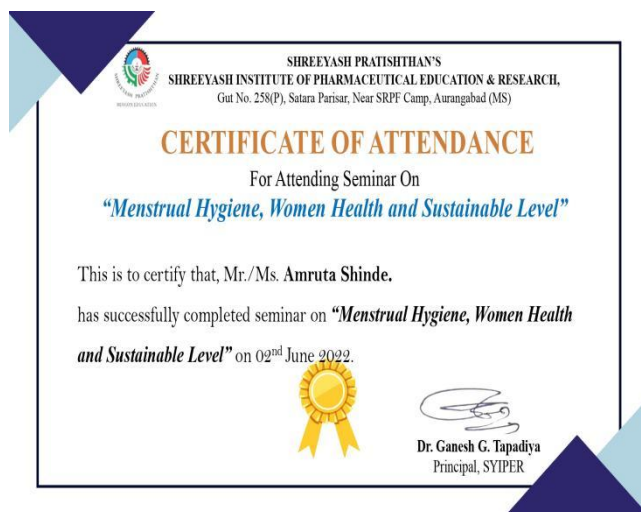 SHREEYASH PRATISHTHAN'S
SHREEYASH INSTITUTE OF PHARMACEUTICAL EDUCATION & RESEARCH,
Gut No. 258(P), Satara Parisar, Near SRPF Camp, Aurangabad (MS)
CERTIFICATE OF ATTENDANCE
For Attending Seminar On
“Menstrual Hygiene, Women Health and Sustainable Level”
This is to certify that, Mr./Ms. Amruta Shinde.
has successfully completed seminar on “Menstrual Hygiene, Women Health
and Sustainable Level” on 02nd June 2022.
Dr. Ganesh G. Tapadiya
Principal, SYIPER